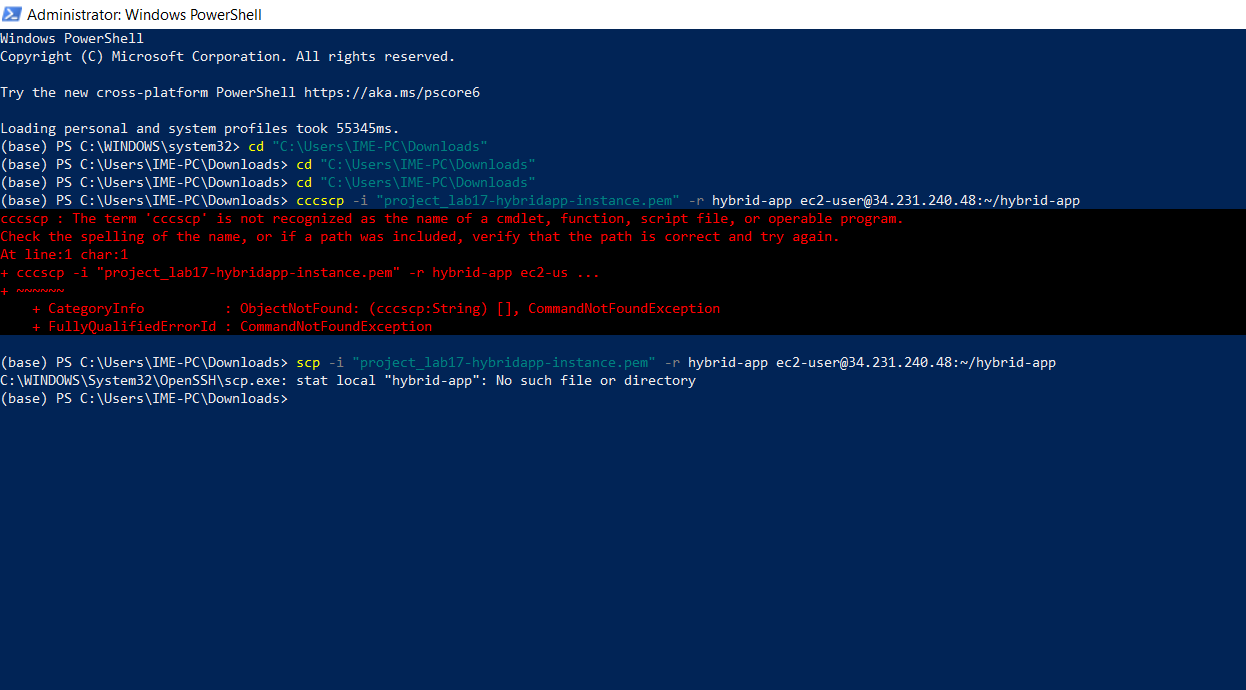 Administrator: Windows PowerShell
Windows PowerShell
Copyright (C) Microsoft Corporation. All rights reserved.
Try the new cross-platform PowerShell https://aka.ms/pscore6
Loading personal and system profiles took 55345ms.
(base) PS C:\WINDOWS\system32> cd "C:\Users\IME-PC\Downloads"
(base) PS C:\Users\IME-PC\Downloads> cd "C:\Users\IME-PC\Downloads"
(base) PS C:\Users\IME-PC\Downloads> cd "C:\Users\IME-PC\Downloads"
(base) PS C:\Users\IME-PC\Downloads> cccscp -i "project_lab17-hybridapp-instance.pem" -r hybrid-app ec2-user@34.231.240.48:~/hybrid-app
cccscp : The term 'cccscp' is not recognized as the name of a cmdlet, function, script file, or operable program.
Check the spelling of the name, or if a path was included, verify that the path is correct and try again.
At line:1 char:1
+ cccscp -i "project_lab17-hybridapp-instance.pem" -r hybrid-app ec2-us ...
+ ~~~~~~
    + CategoryInfo          : ObjectNotFound: (cccscp:String) [], CommandNotFoundException
    + FullyQualifiedErrorId : CommandNotFoundException
(base) PS C:\Users\IME-PC\Downloads> scp -i "project_lab17-hybridapp-instance.pem" -r hybrid-app ec2-user@34.231.240.48:~/hybrid-app
C:\WINDOWS\System32\OpenSSH\scp.exe: stat local "hybrid-app": No such file or directory
(base) PS C:\Users\IME-PC\Downloads>